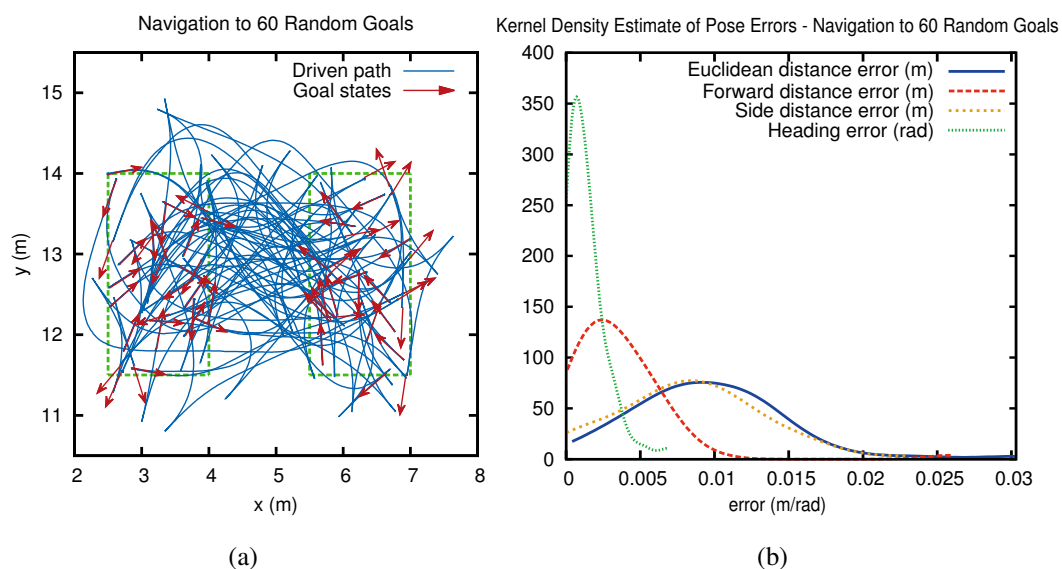 Navigation to 60 Random Goals
Driven path
Goal states
15
14
13
12
11
y (m)
2 3 4 5 6 7 8
x (m)
(a)
Kernel Density Estimate of Pose Errors - Navigation to 60 Random Goals
Euclidean distance error (m)
Forward distance error (m)
Side distance error (m)
Heading error (rad)
400
350
300
250
200
150
100
50
0
0 0.005 0.01 0.015 0.02 0.025 0.03
error (m/rad)
(b)